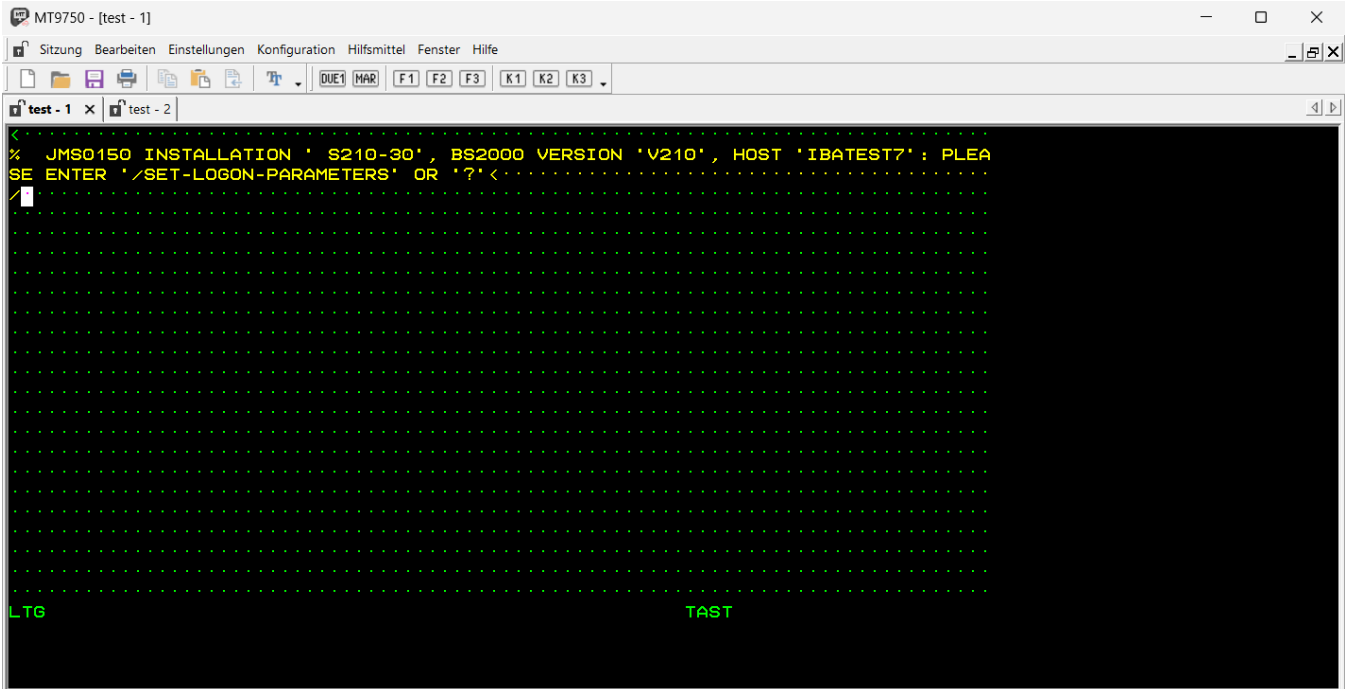 MT9750 - [test - 1]
Sitzung Bearbeiten Einstellungen Konfiguration Hilfsmittel Fenster Hilfe
DUE1 MAR F1 F2 F3 K1 K2 K3
test - 1 test - 2
<
% JMS0150 INSTALLATION ' S210-30', BS2000 VERSION 'V210', HOST 'IBATEST7': PLEA
SE ENTER '/SET-LOGON-PARAMETERS' OR '?'<
/
LTG TAST